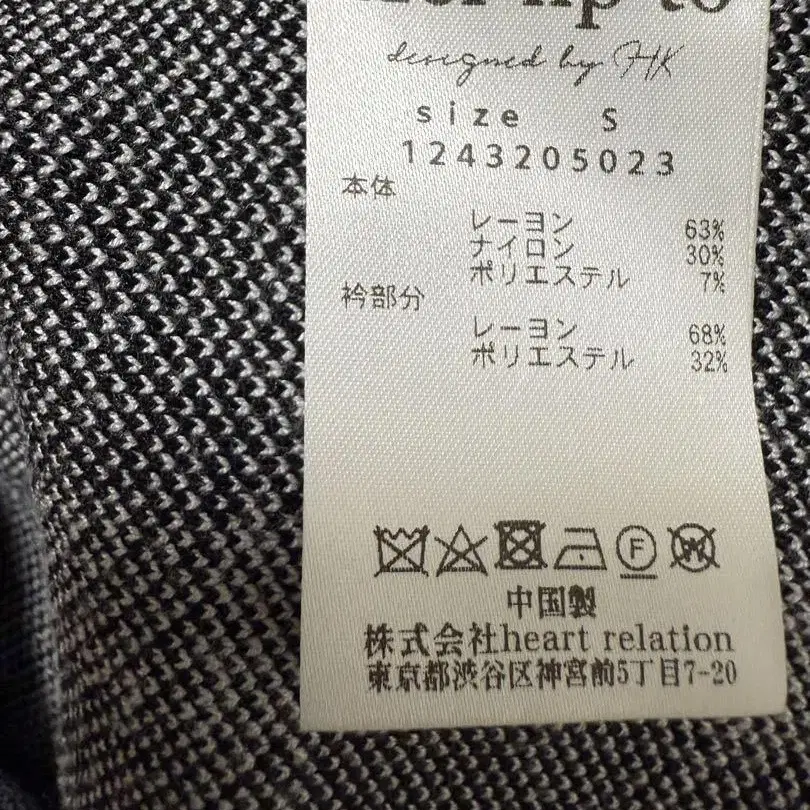 her lip to
designed by HK
size S
1243205023
本体
レーヨン 63%
ナイロン 30%
ポリエステル 7%
衿部分
レーヨン 68%
ポリエステル 32%
F
W
中国製
株式会社heart relation
東京都渋谷区神宮前5丁目7-20